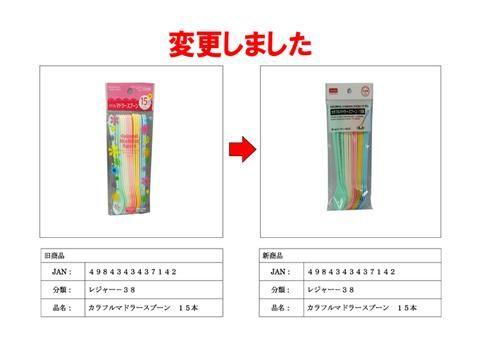 変更しました
15本
旧商品
JAN： ４９８４３４３４３７１４２
分類： レジャー－３８
品名： カラフルマドラースプーン　１５本
新商品
JAN： ４９８４３４３４３７１４２
分類： レジャー－３８
品名： カラフルマドラースプーン　１５本